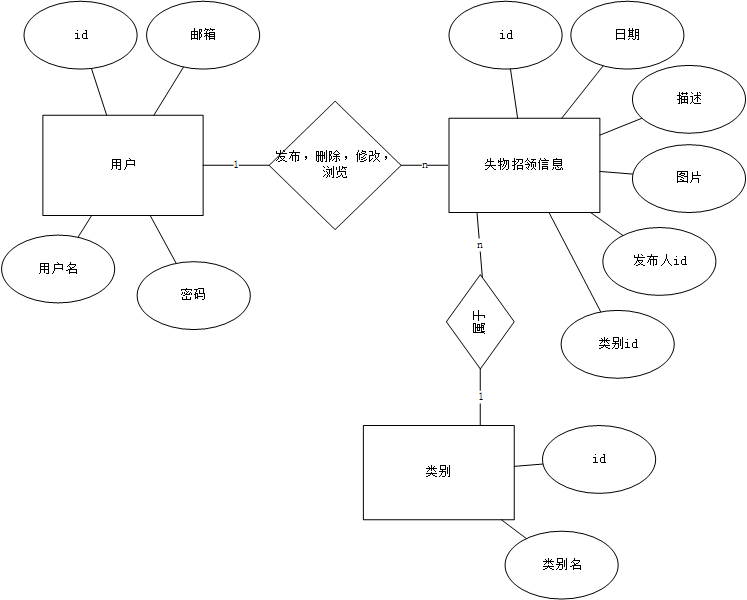 id
邮箱
id
日期
描述
用户
1
发布，删除，修改，
浏览
n
失物招领信息
图片
用户名
密码
n
发布人id
属于
类别id
1
类别
id
类别名